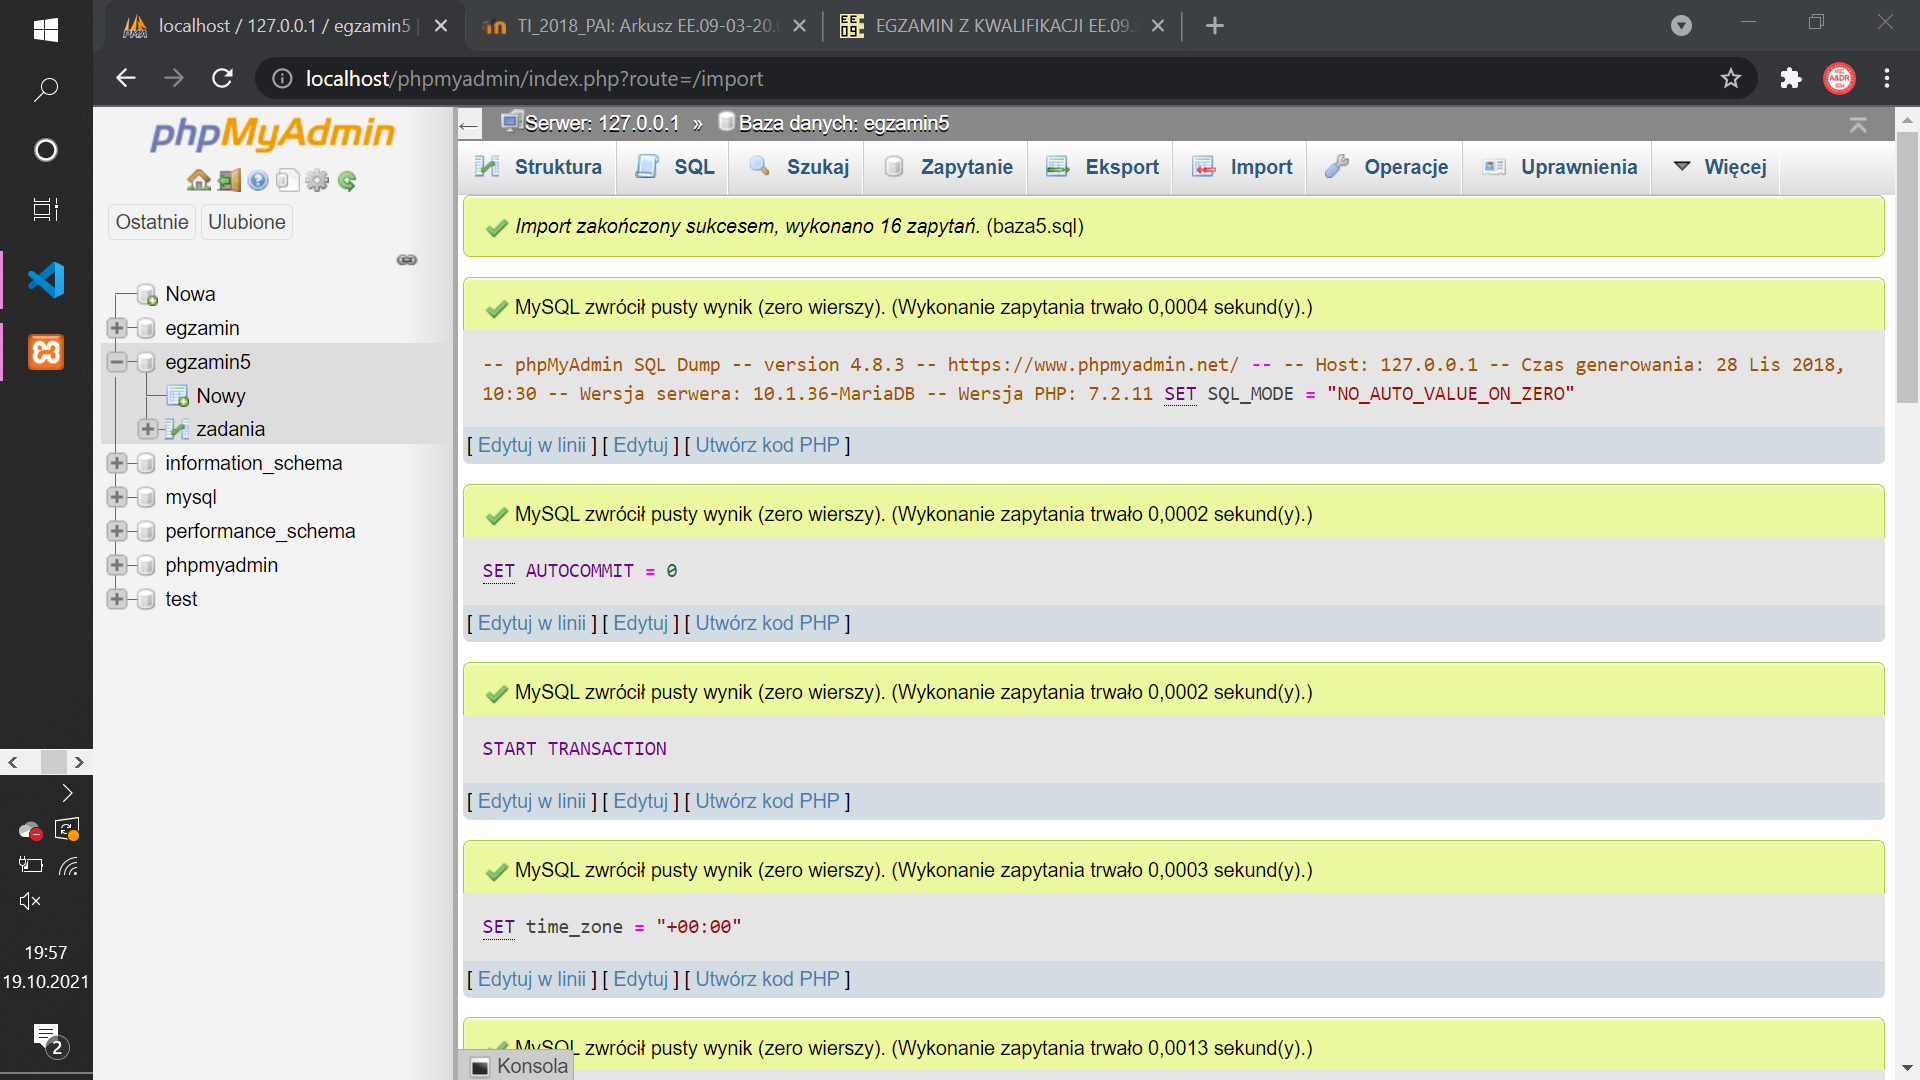 localhost / 127.0.0.1 / egzamin5 |
TI_2018_PAI: Arkusz EE.09-03-20.0
EGZAMIN Z KWALIFIKACJI EE.09.
localhost/phpmyadmin/index.php?route=/import
phpMyAdmin
Ostatnie
Ulubione
Nowa
egzamin
egzamin5
Nowy
zadania
information_schema
mysql
performance_schema
phpmyadmin
test
Serwer: 127.0.0.1 » Baza danych: egzamin5
Struktura
SQL
Szukaj
Zapytanie
Eksport
Import
Operacje
Uprawnienia
Więcej
Import zakończony sukcesem, wykonano 16 zapytań. (baza5.sql)
MySQL zwrócił pusty wynik (zero wierszy). (Wykonanie zapytania trwało 0,0004 sekund(y).)
-- phpMyAdmin SQL Dump -- version 4.8.3 -- https://www.phpmyadmin.net/ -- -- Host: 127.0.0.1 -- Czas generowania: 28 Lis 2018,
10:30 -- Wersja serwera: 10.1.36-MariaDB -- Wersja PHP: 7.2.11 SET SQL_MODE = "NO_AUTO_VALUE_ON_ZERO"
[ Edytuj w linii ] [ Edytuj ] [ Utwórz kod PHP ]
MySQL zwrócił pusty wynik (zero wierszy). (Wykonanie zapytania trwało 0,0002 sekund(y).)
SET AUTOCOMMIT = 0
[ Edytuj w linii ] [ Edytuj ] [ Utwórz kod PHP ]
MySQL zwrócił pusty wynik (zero wierszy). (Wykonanie zapytania trwało 0,0002 sekund(y).)
START TRANSACTION
[ Edytuj w linii ] [ Edytuj ] [ Utwórz kod PHP ]
MySQL zwrócił pusty wynik (zero wierszy). (Wykonanie zapytania trwało 0,0003 sekund(y).)
SET time_zone = "+00:00"
[ Edytuj w linii ] [ Edytuj ] [ Utwórz kod PHP ]
MySQL zwrócił pusty wynik (zero wierszy). (Wykonanie zapytania trwało 0,0013 sekund(y).)
Konsola
19:57
19.10.2021
2